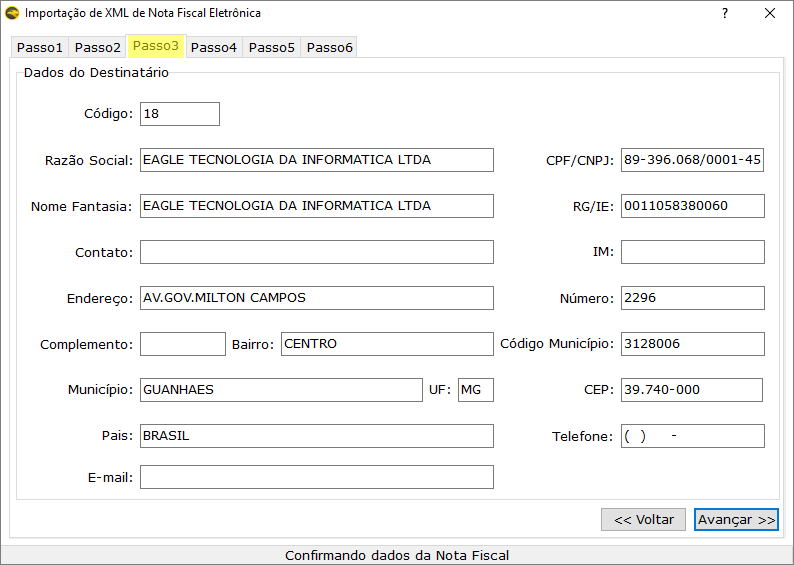 Importação de XML de Nota Fiscal Eletrônica ?
Passo1 Passo2 Passo3 Passo4 Passo5 Passo6
Dados do Destinatário
Código: 18
Razão Social: EAGLE TECNOLOGIA DA INFORMATICA LTDA CPF/CNPJ: 89-396.068/0001-45
Nome Fantasia: EAGLE TECNOLOGIA DA INFORMATICA LTDA RG/IE: 0011058380060
Contato: IM:
Endereço: AV.GOV.MILTON CAMPOS Número: 2296
Complemento: Bairro: CENTRO Código Município: 3128006
Município: GUANHAES UF: MG CEP: 39.740-000
Pais: BRASIL Telefone: ( ) -
E-mail:
<< Voltar Avançar >>
Confirmando dados da Nota Fiscal